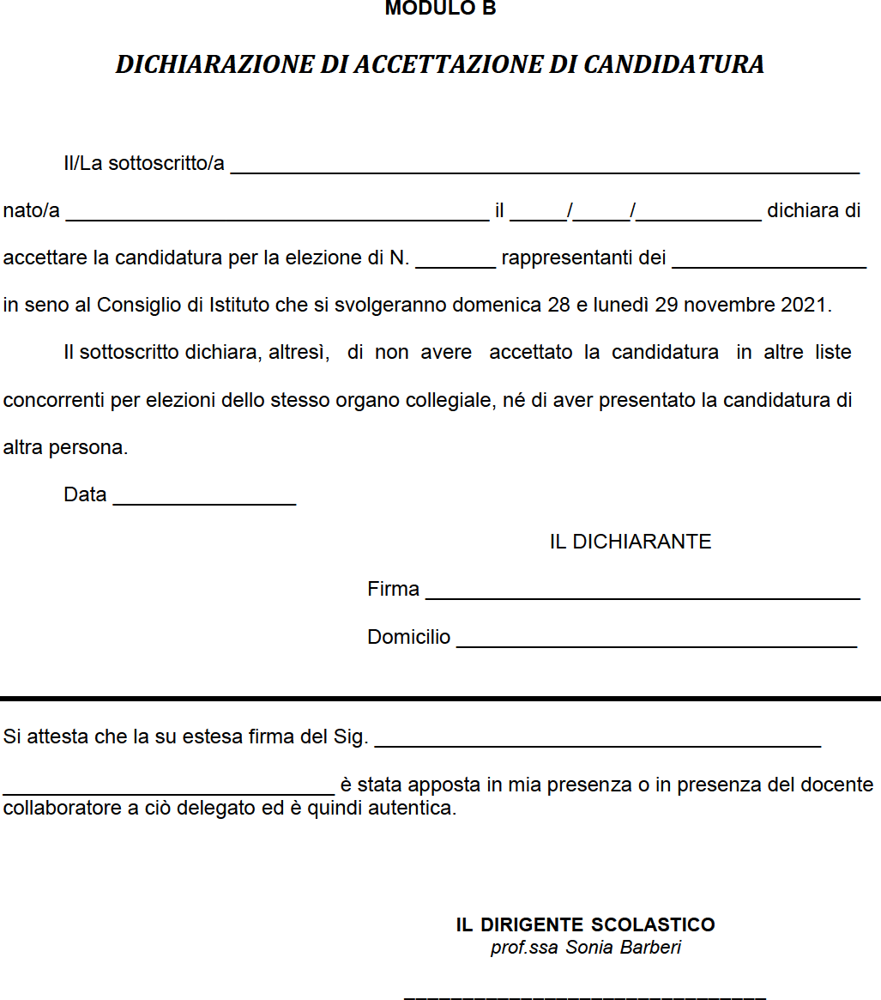 MODULO B
DICHIARAZIONE DI ACCETTAZIONE DI CANDIDATURA
Il/La sottoscritto/a ______________________________________________________
nato/a _____________________________________ il _____/_____/___________ dichiara di
accettare la candidatura per la elezione di N. _______ rappresentanti dei _________________
in seno al Consiglio di Istituto che si svolgeranno domenica 28 e lunedì 29 novembre 2021.
Il sottoscritto dichiara, altresì, di non avere accettato la candidatura in altre liste
concorrenti per elezioni dello stesso organo collegiale, né di aver presentato la candidatura di
altra persona.
Data ________________
IL DICHIARANTE
Firma ______________________________________
Domicilio ___________________________________
Si attesta che la su estesa firma del Sig. _______________________________________
_____________________________ è stata apposta in mia presenza o in presenza del docente
collaboratore a ciò delegato ed è quindi autentica.
IL DIRIGENTE SCOLASTICO
prof.ssa Sonia Barberi
________________________________